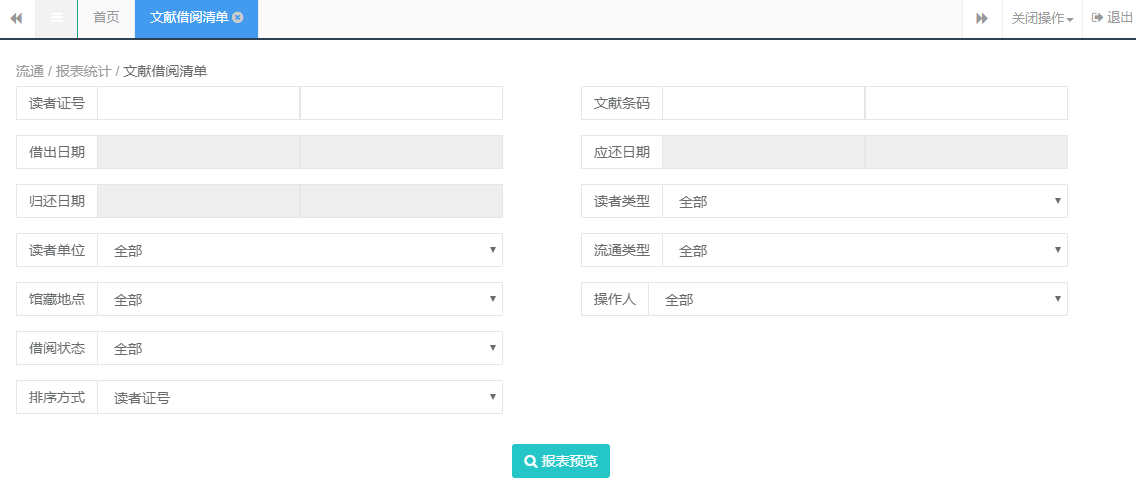 首页 文献借阅清单 关闭操作 退出
流通 / 报表统计 / 文献借阅清单
读者证号 文献条码
借出日期 应还日期
归还日期 读者类型 全部
读者单位 全部 流通类型 全部
馆藏地点 全部 操作人 全部
借阅状态 全部
排序方式 读者证号
报表预览